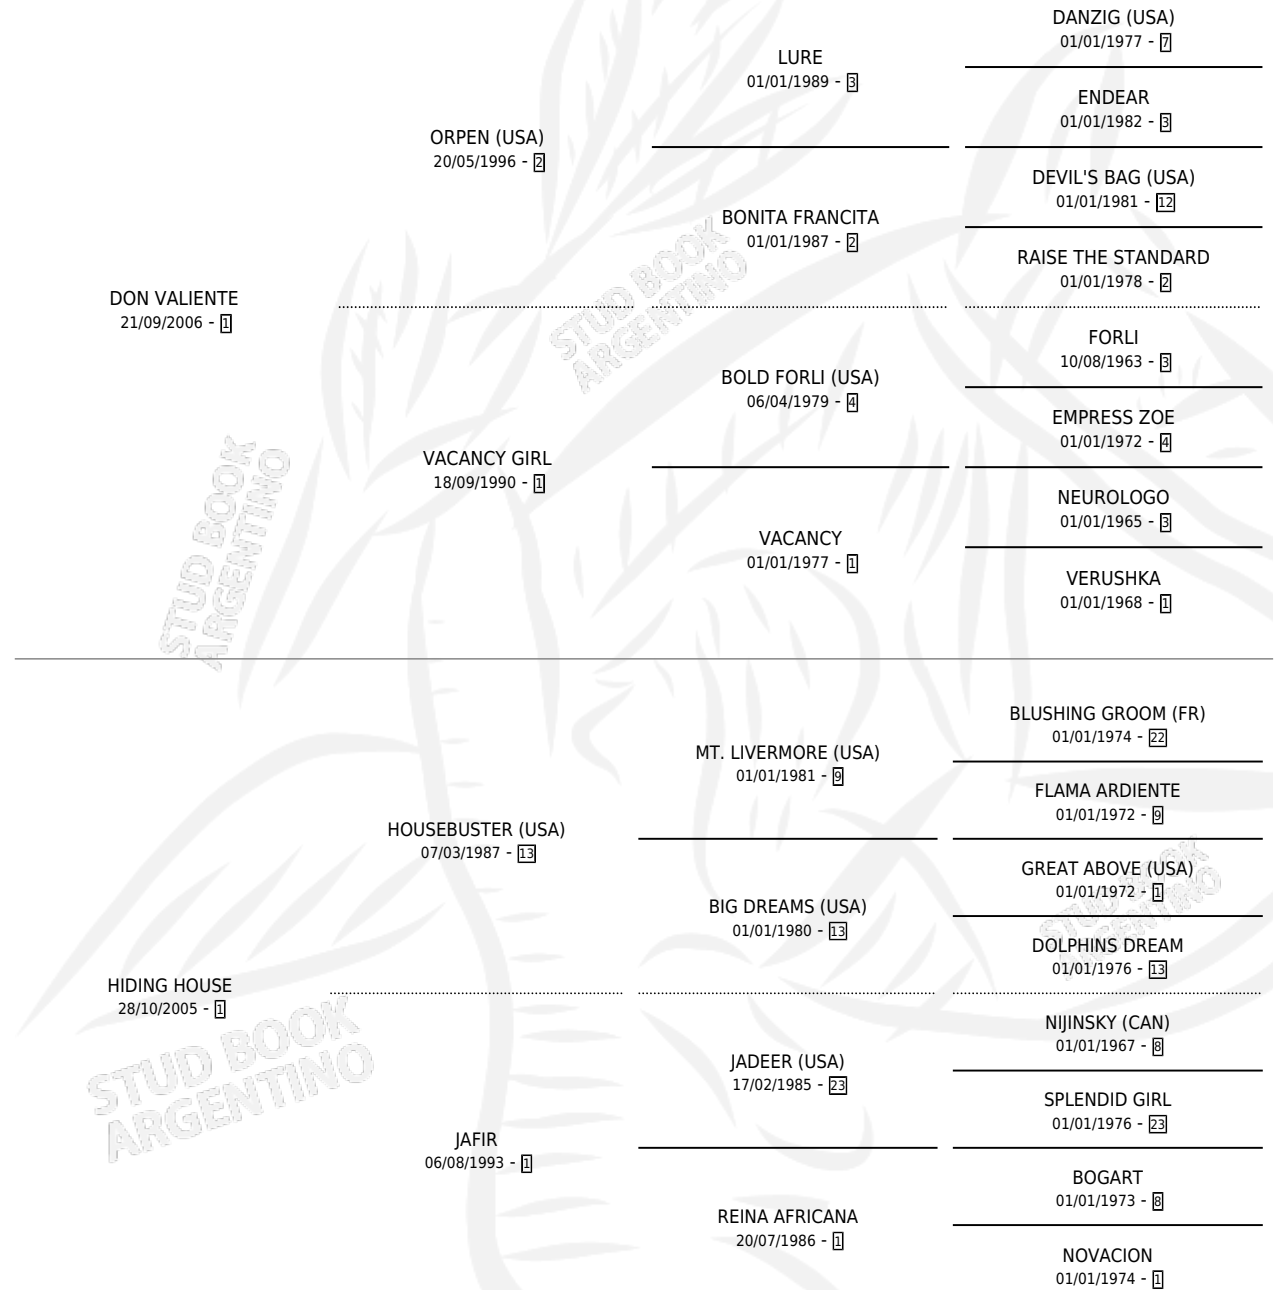 DON VALIENTE
21/09/2006 - 1
ORPEN (USA)
20/05/1996 - 2
VACANCY GIRL
18/09/1990 - 1
LURE
01/01/1989 - 3
BONITA FRANCITA
01/01/1987 - 2
BOLD FORLI (USA)
06/04/1979 - 4
VACANCY
01/01/1977 - 1
DANZIG (USA)
01/01/1977 - 7
ENDEAR
01/01/1982 - 3
DEVIL'S BAG (USA)
01/01/1981 - 12
RAISE THE STANDARD
01/01/1978 - 2
FORLI
10/08/1963 - 3
EMPRESS ZOE
01/01/1972 - 4
NEUROLOGO
01/01/1965 - 3
VERUSHKA
01/01/1968 - 1
STUD BOOK
ARGENTINO
STUD BOOK
ARGENTINO
HIDING HOUSE
28/10/2005 - 1
HOUSEBUSTER (USA)
07/03/1987 - 13
JAFIR
06/08/1993 - 1
MT. LIVERMORE (USA)
01/01/1981 - 9
BIG DREAMS (USA)
01/01/1980 - 13
JADEER (USA)
17/02/1985 - 23
REINA AFRICANA
20/07/1986 - 1
BLUSHING GROOM (FR)
01/01/1974 - 22
FLAMA ARDIENTE
01/01/1972 - 9
GREAT ABOVE (USA)
01/01/1972 - 1
DOLPHINS DREAM
01/01/1976 - 13
NIJINSKY (CAN)
01/01/1967 - 8
SPLENDID GIRL
01/01/1976 - 23
BOGART
01/01/1973 - 8
NOVACION
01/01/1974 - 1
STUD BOOK
ARGENTINO
STUD BOOK
ARGENTINO